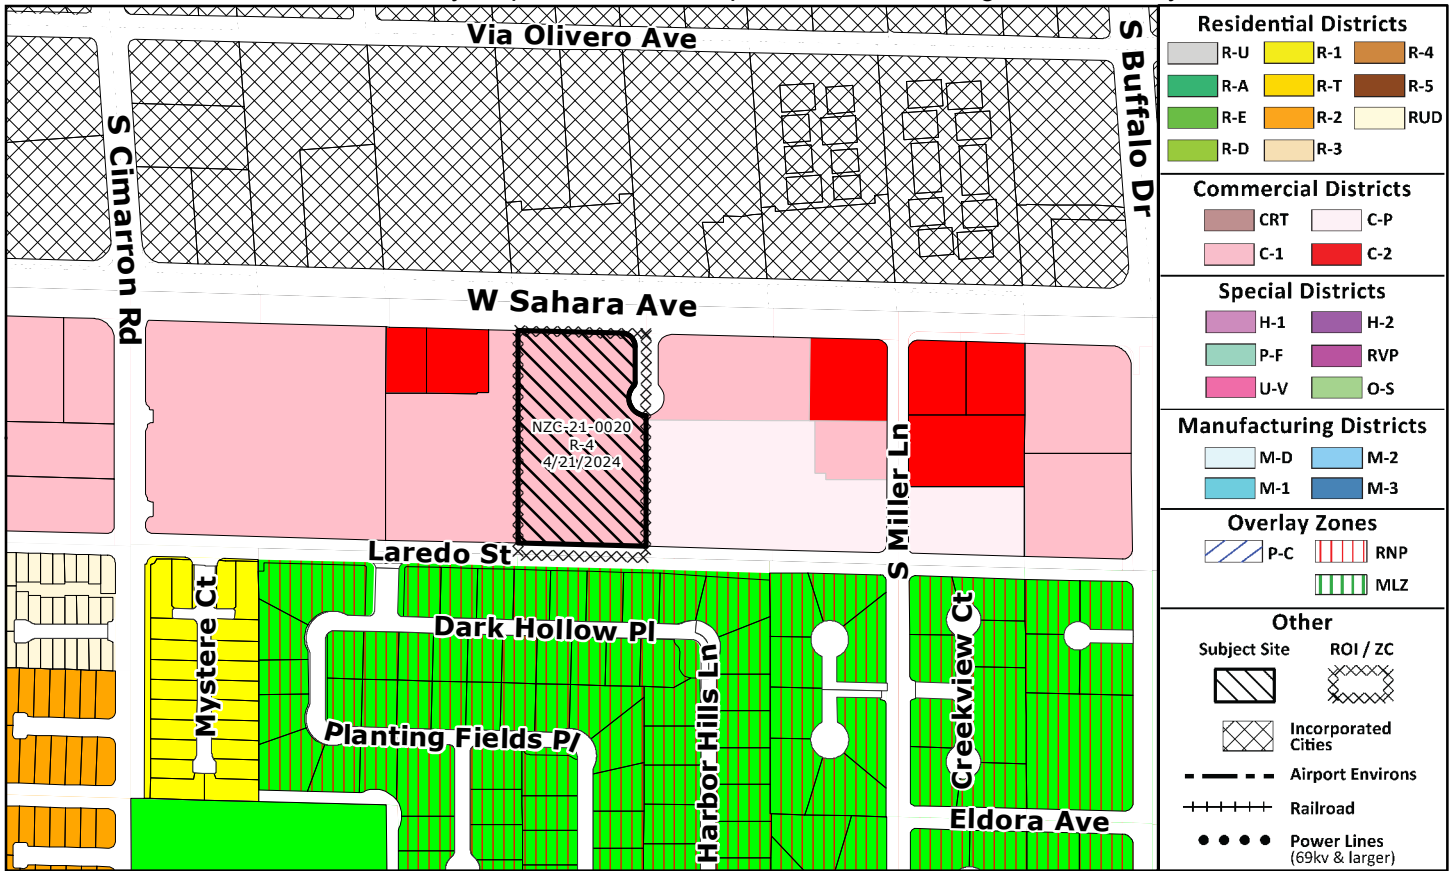 Via Olivero Ave
S Buffalo Dr
S Cimarron Rd
W Sahara Ave
NZC-21-0020
R-4
4/21/2024
S Miller Ln
Laredo St
Mystere Ct
Dark Hollow Pl
Creekview Ct
Harbor Hills Ln
Planting Fields Pl
Eldora Ave
Residential Districts
R-U R-1 R-4
R-A R-T R-5
R-E R-2 RUD
R-D R-3
Commercial Districts
CRT C-P
C-1 C-2
Special Districts
H-1 H-2
P-F RVP
U-V O-S
Manufacturing Districts
M-D M-2
M-1 M-3
Overlay Zones
P-C RNP
MLZ
Other
Subject Site ROI / ZC
Incorporated
Cities
Airport Environs
Railroad
Power Lines
(69kv & larger)